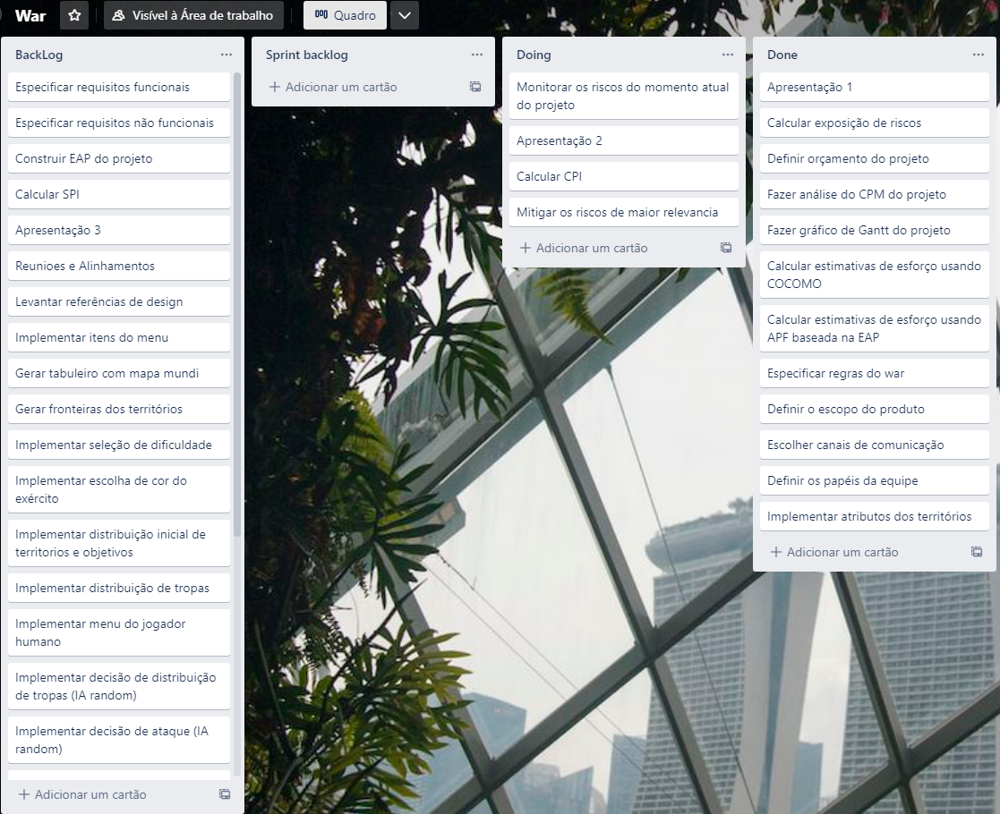 War
Visível à Área de trabalho
Quadro
BackLog
Especificar requisitos funcionais
Especificar requisitos não funcionais
Construir EAP do projeto
Calcular SPI
Apresentação 3
Reunioes e Alinhamentos
Levantar referências de design
Implementar itens do menu
Gerar tabuleiro com mapa mundi
Gerar fronteiras dos territórios
Implementar seleção de dificuldade
Implementar escolha de cor do
exército
Implementar distribuição inicial de
territorios e objetivos
Implementar distribuição de tropas
Implementar menu do jogador
humano
Implementar decisão de distribuição
de tropas (IA random)
Implementar decisão de ataque (IA
random)
Adicionar um cartão
Sprint backlog
Adicionar um cartão
Doing
Monitorar os riscos do momento atual
do projeto
Apresentação 2
Calcular CPI
Mitigar os riscos de maior relevancia
Adicionar um cartão
Done
Apresentação 1
Calcular exposição de riscos
Definir orçamento do projeto
Fazer análise do CPM do projeto
Fazer gráfico de Gantt do projeto
Calcular estimativas de esforço usando
COCOMO
Calcular estimativas de esforço usando
APF baseada na EAP
Especificar regras do war
Definir o escopo do produto
Escolher canais de comunicação
Definir os papéis da equipe
Implementar atributos dos territórios
Adicionar um cartão